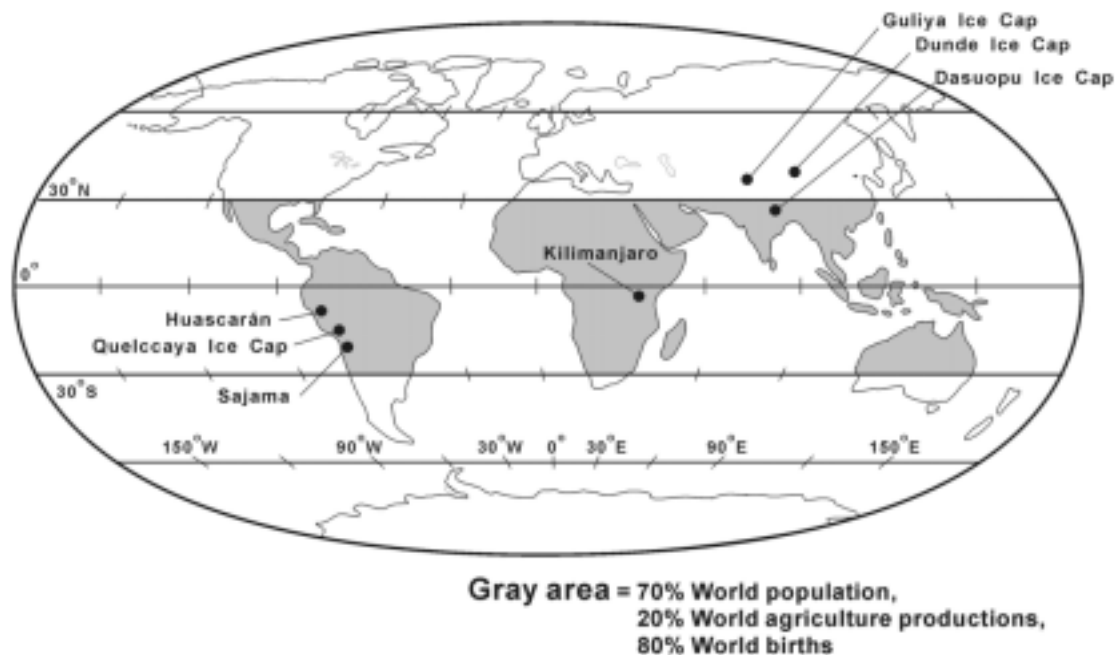 Guliya Ice Cap
Dunde Ice Cap
Dasuopu Ice Cap
30°N
Kilimanjaro
0°
Huascarán
Quelccaya Ice Cap
30°S
Sajama
150°W 90°W 30°W 0° 30°E 90°E 150°E
Gray area = 70% World population,
20% World agriculture productions,
80% World births